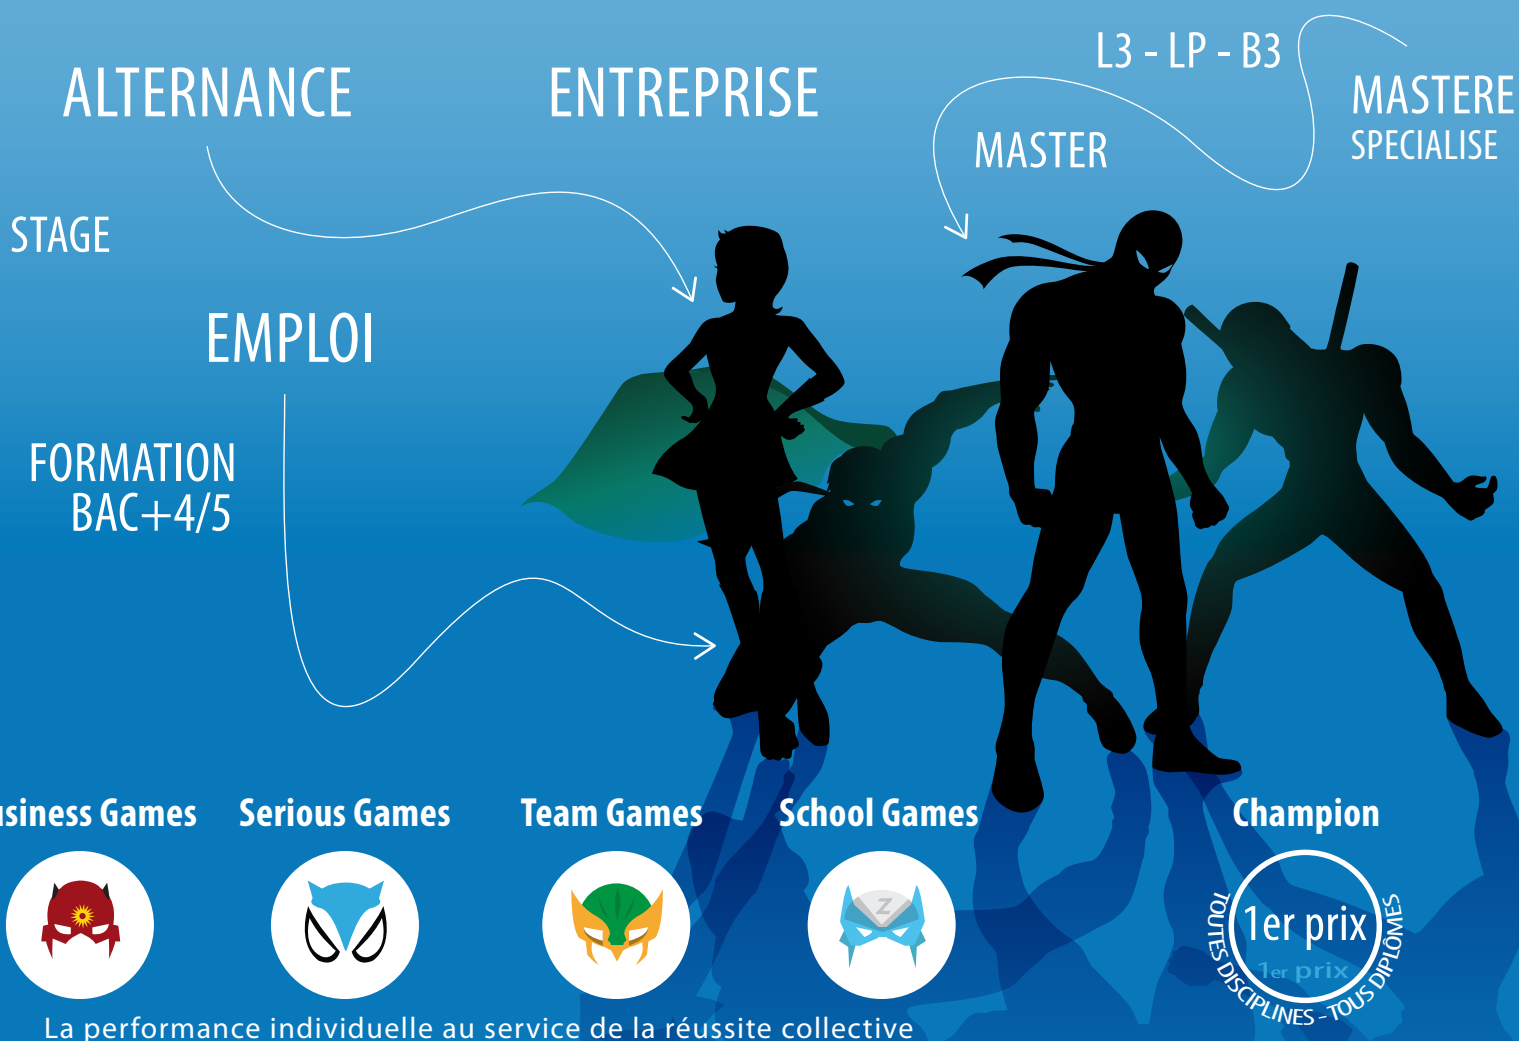 L3 - LP - B3
ALTERNANCE
ENTREPRISE
MASTERE
SPECIALISE
MASTER
STAGE
EMPLOI
FORMATION
BAC+4/5
usiness Games
Serious Games
Team Games
School Games
Champion
Z
1er prix
1er prix
TOUTES DISCIPLINES - TOUS DIPLÔMES
La performance individuelle au service de la réussite collective